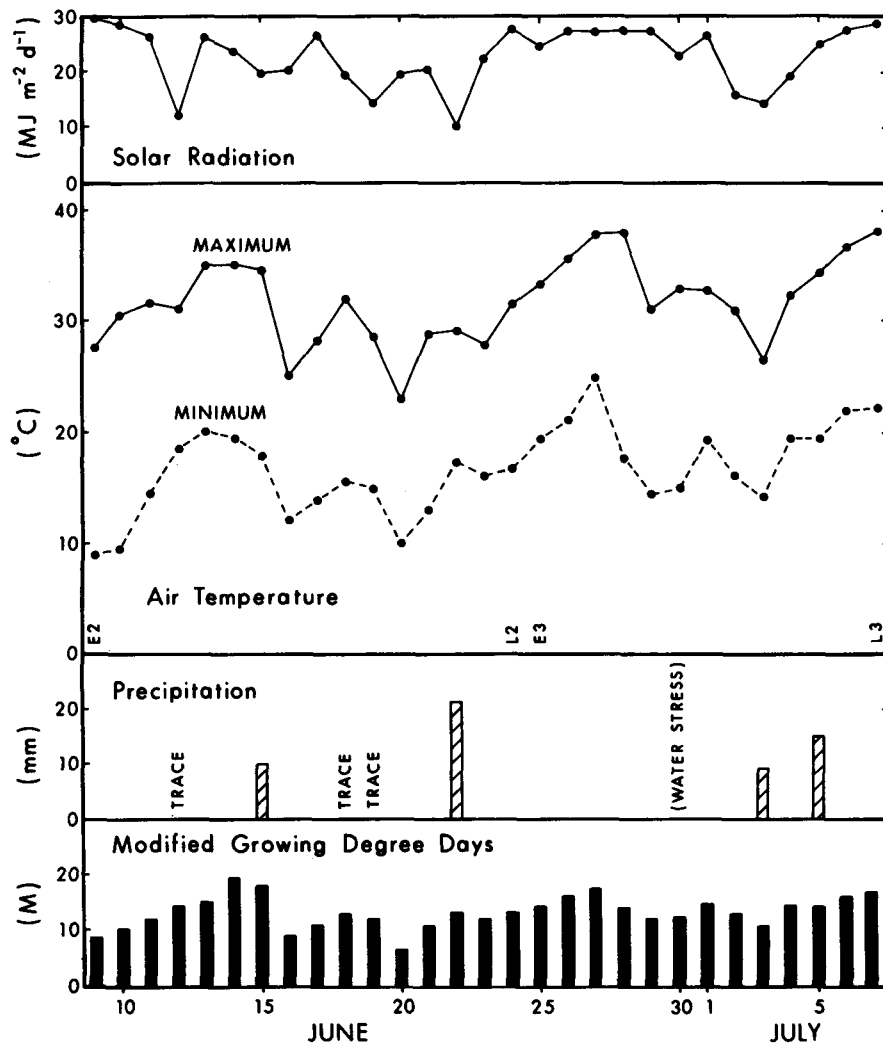 30
20
10
0
(MJ m⁻² d⁻¹)
Solar Radiation
40
30
20
10
0
(°C)
MAXIMUM
MINIMUM
Air Temperature
E2
L2
E3
L3
Precipitation
20
10
0
(mm)
TRACE
TRACE
TRACE
(WATER STRESS)
Modified Growing Degree Days
20
10
0
(M)
10 15 20 25 30 1 5
JUNE JULY